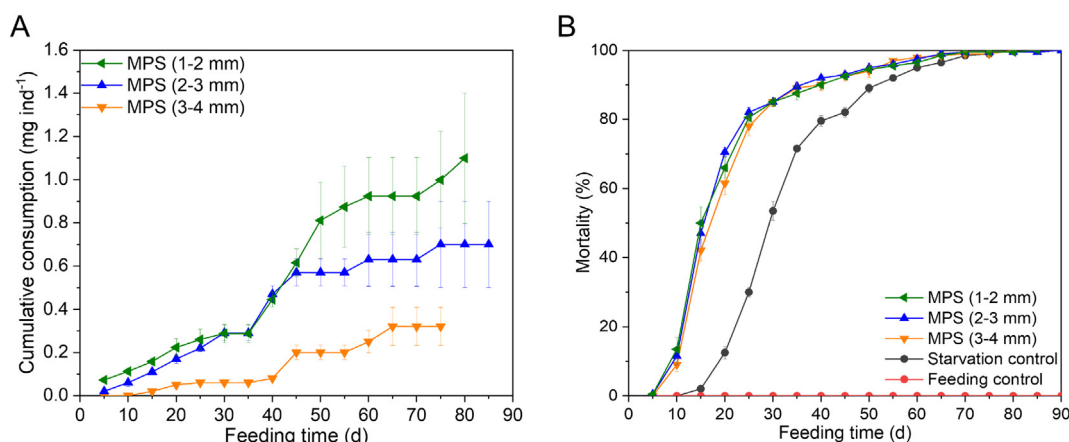 A
Cumulative consumption (mg ind⁻¹)
1.6
1.4
1.2
1.0
0.8
0.6
0.4
0.2
0.0
MPS (1-2 mm)
MPS (2-3 mm)
MPS (3-4 mm)
0 10 20 30 40 50 60 70 80 90
Feeding time (d)
B
Mortality (%)
100
80
60
40
20
0
MPS (1-2 mm)
MPS (2-3 mm)
MPS (3-4 mm)
Starvation control
Feeding control
0 10 20 30 40 50 60 70 80 90
Feeding time (d)